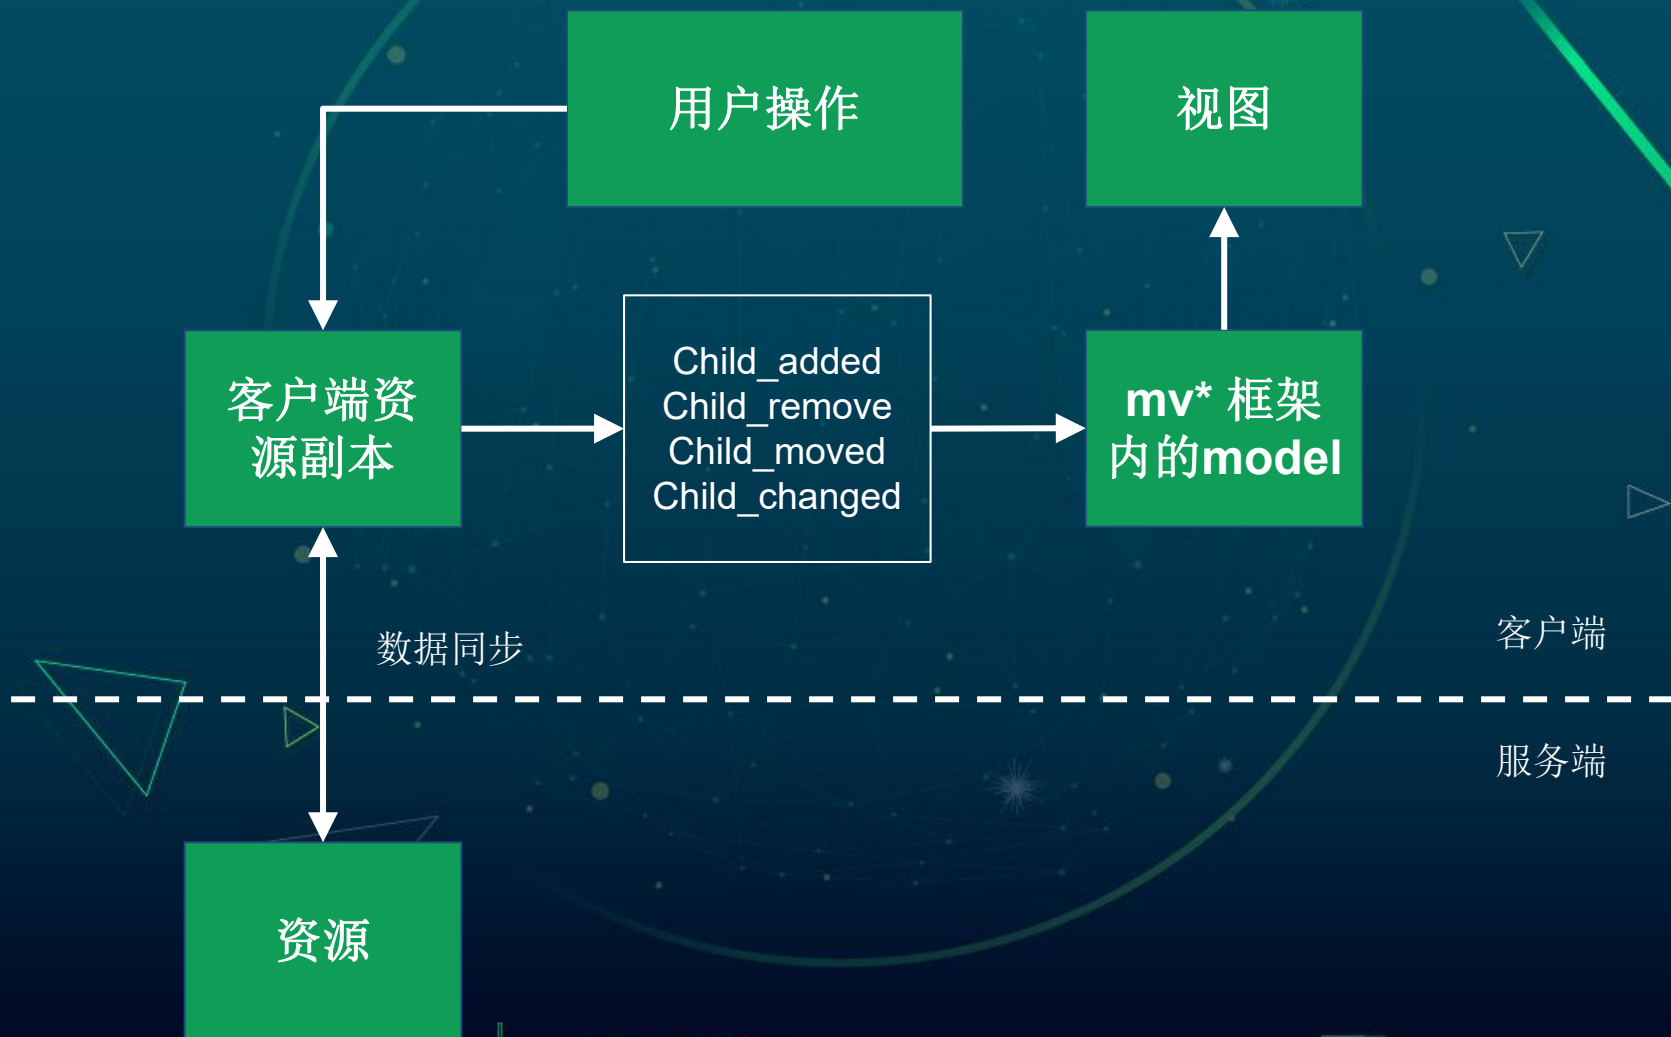 用户操作
视图
客户端资
源副本
Child_added
Child_remove
Child_moved
Child_changed
mv* 框架
内的model
数据同步
客户端
服务端
资源